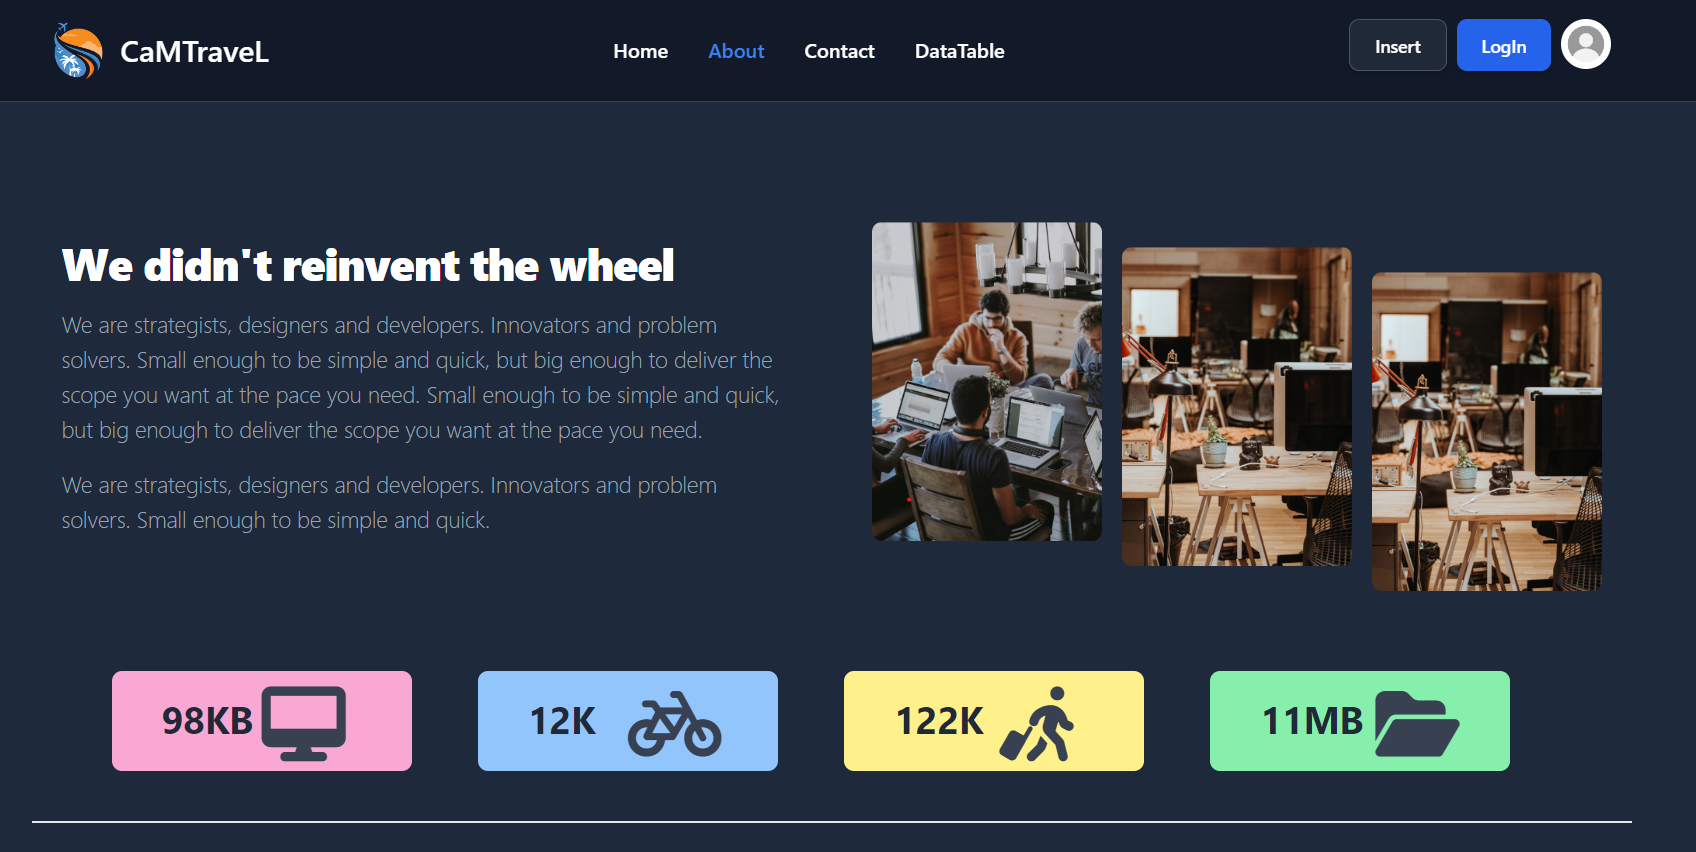 CaMTraveL
Home
About
Contact
DataTable
Insert
LogIn
We didn't reinvent the wheel
We are strategists, designers and developers. Innovators and problem
solvers. Small enough to be simple and quick, but big enough to deliver the
scope you want at the pace you need. Small enough to be simple and quick,
but big enough to deliver the scope you want at the pace you need.
We are strategists, designers and developers. Innovators and problem
solvers. Small enough to be simple and quick.
98KB
12K
122K
11MB